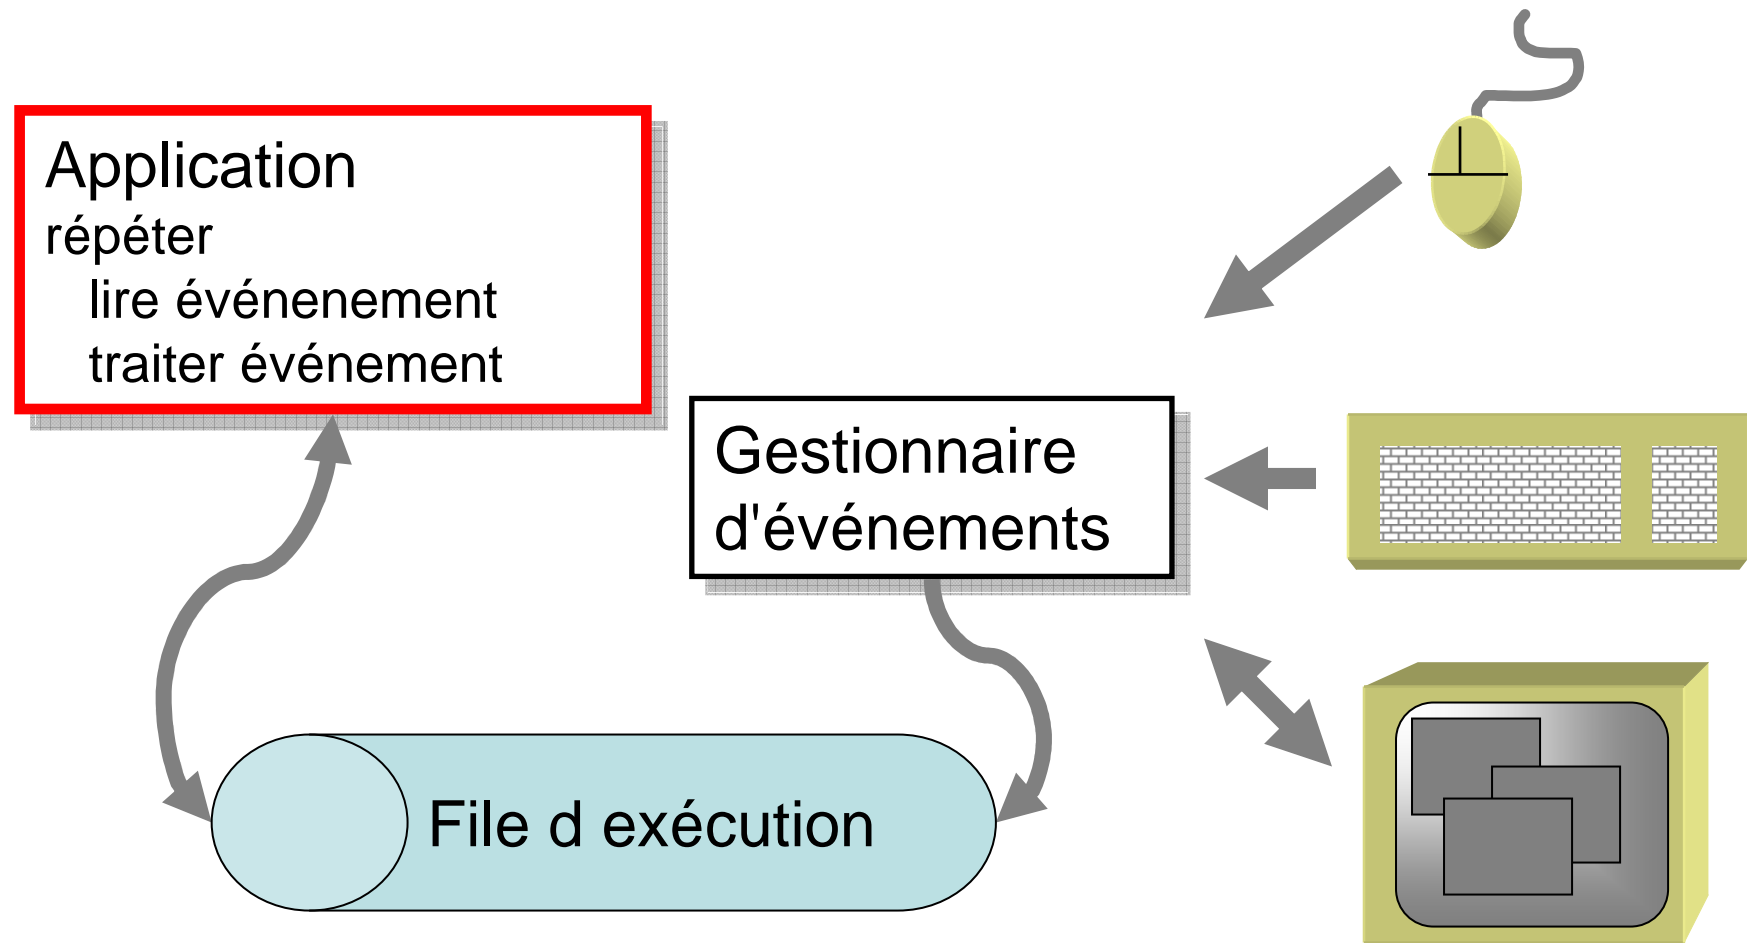 Application
répéter
lire événenement
traiter événement
Gestionnaire
d'événements
File d exécution